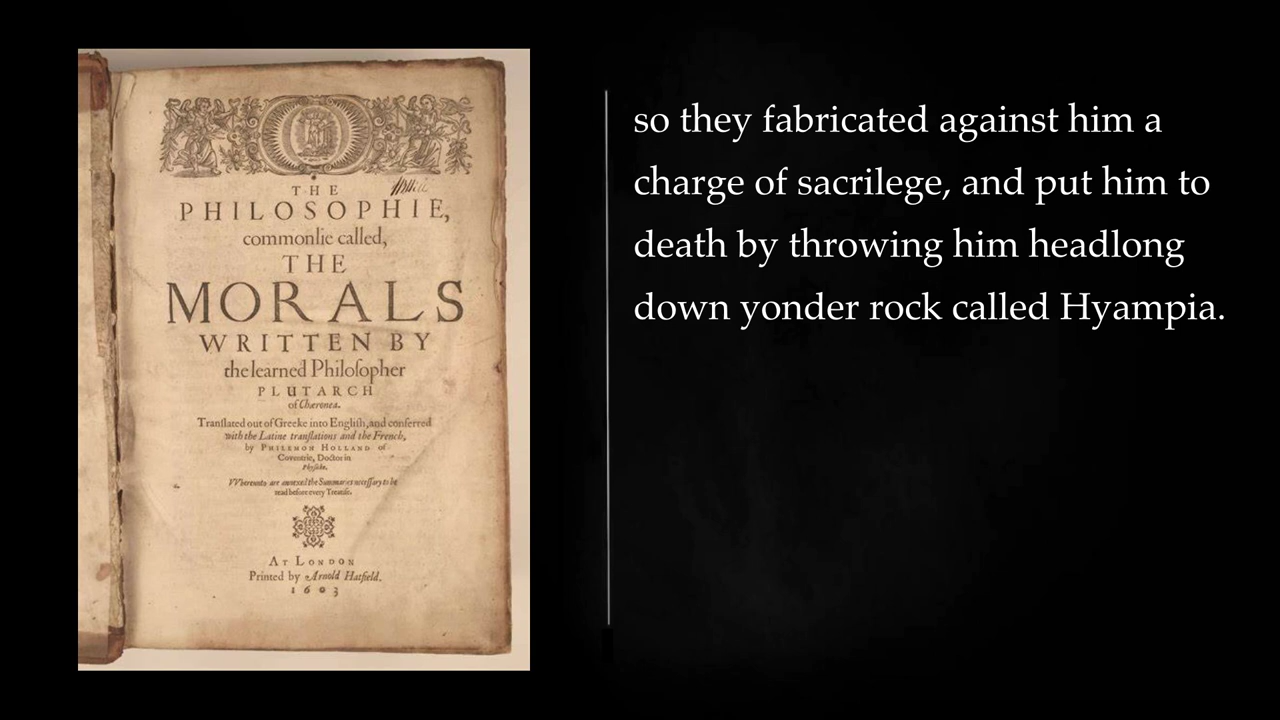 THE
PHILOSOPHIE,
commonlie called,
THE
MORALS
WRITTEN BY
the learned Philoſopher
PLUTARCH
of Chæronea.
Tranſlated out of Greeke into Engliſh, and conferred
with the Latine tranſlations and the French,
by PHILEMON HOLLAND of
Coventrie, Doctor in
Phyſicke.
VVhereunto are annexed the Summaries neceſſary to be
read before every Treatiſe.
AT LONDON
Printed by Arnold Hatfield.
1603
so they fabricated against him a
charge of sacrilege, and put him to
death by throwing him headlong
down yonder rock called Hyampia.